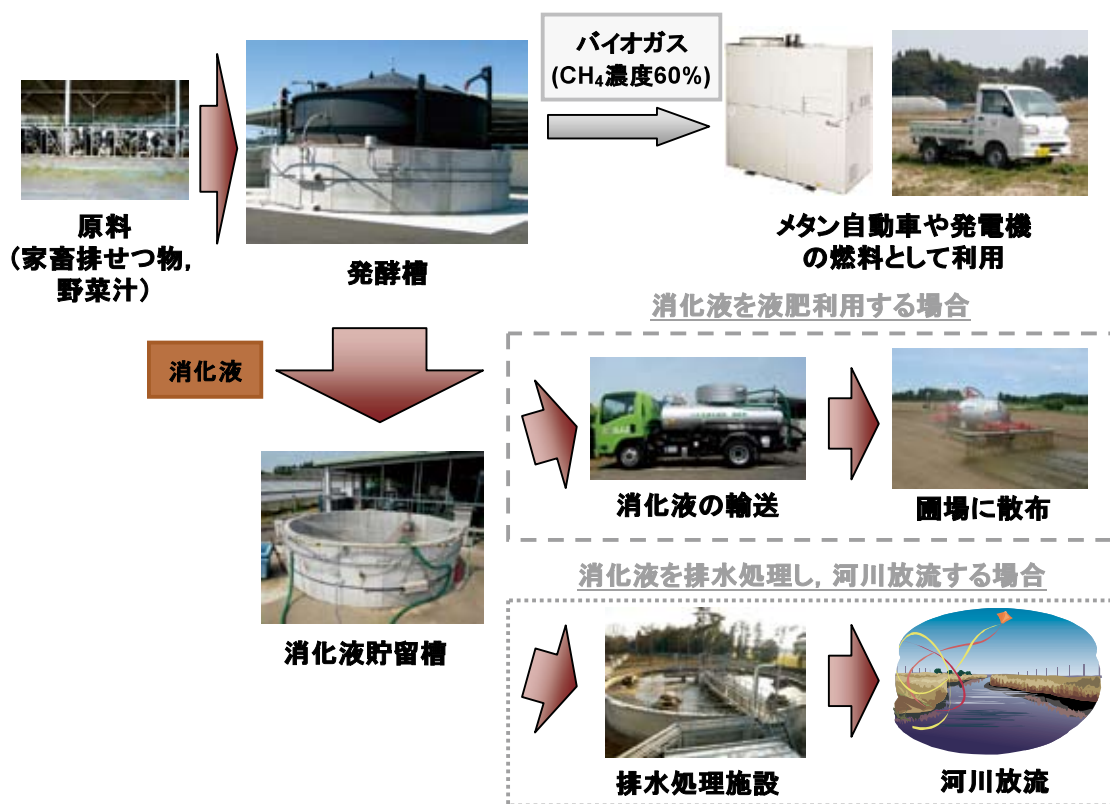 バイオガス
(CH₄濃度60%)
原料
(家畜排せつ物,
野菜汁)
発酵槽
メタン自動車や発電機
の燃料として利用
消化液
消化液貯留槽
消化液を液肥利用する場合
消化液の輸送
圃場に散布
消化液を排水処理し, 河川放流する場合
排水処理施設
河川放流